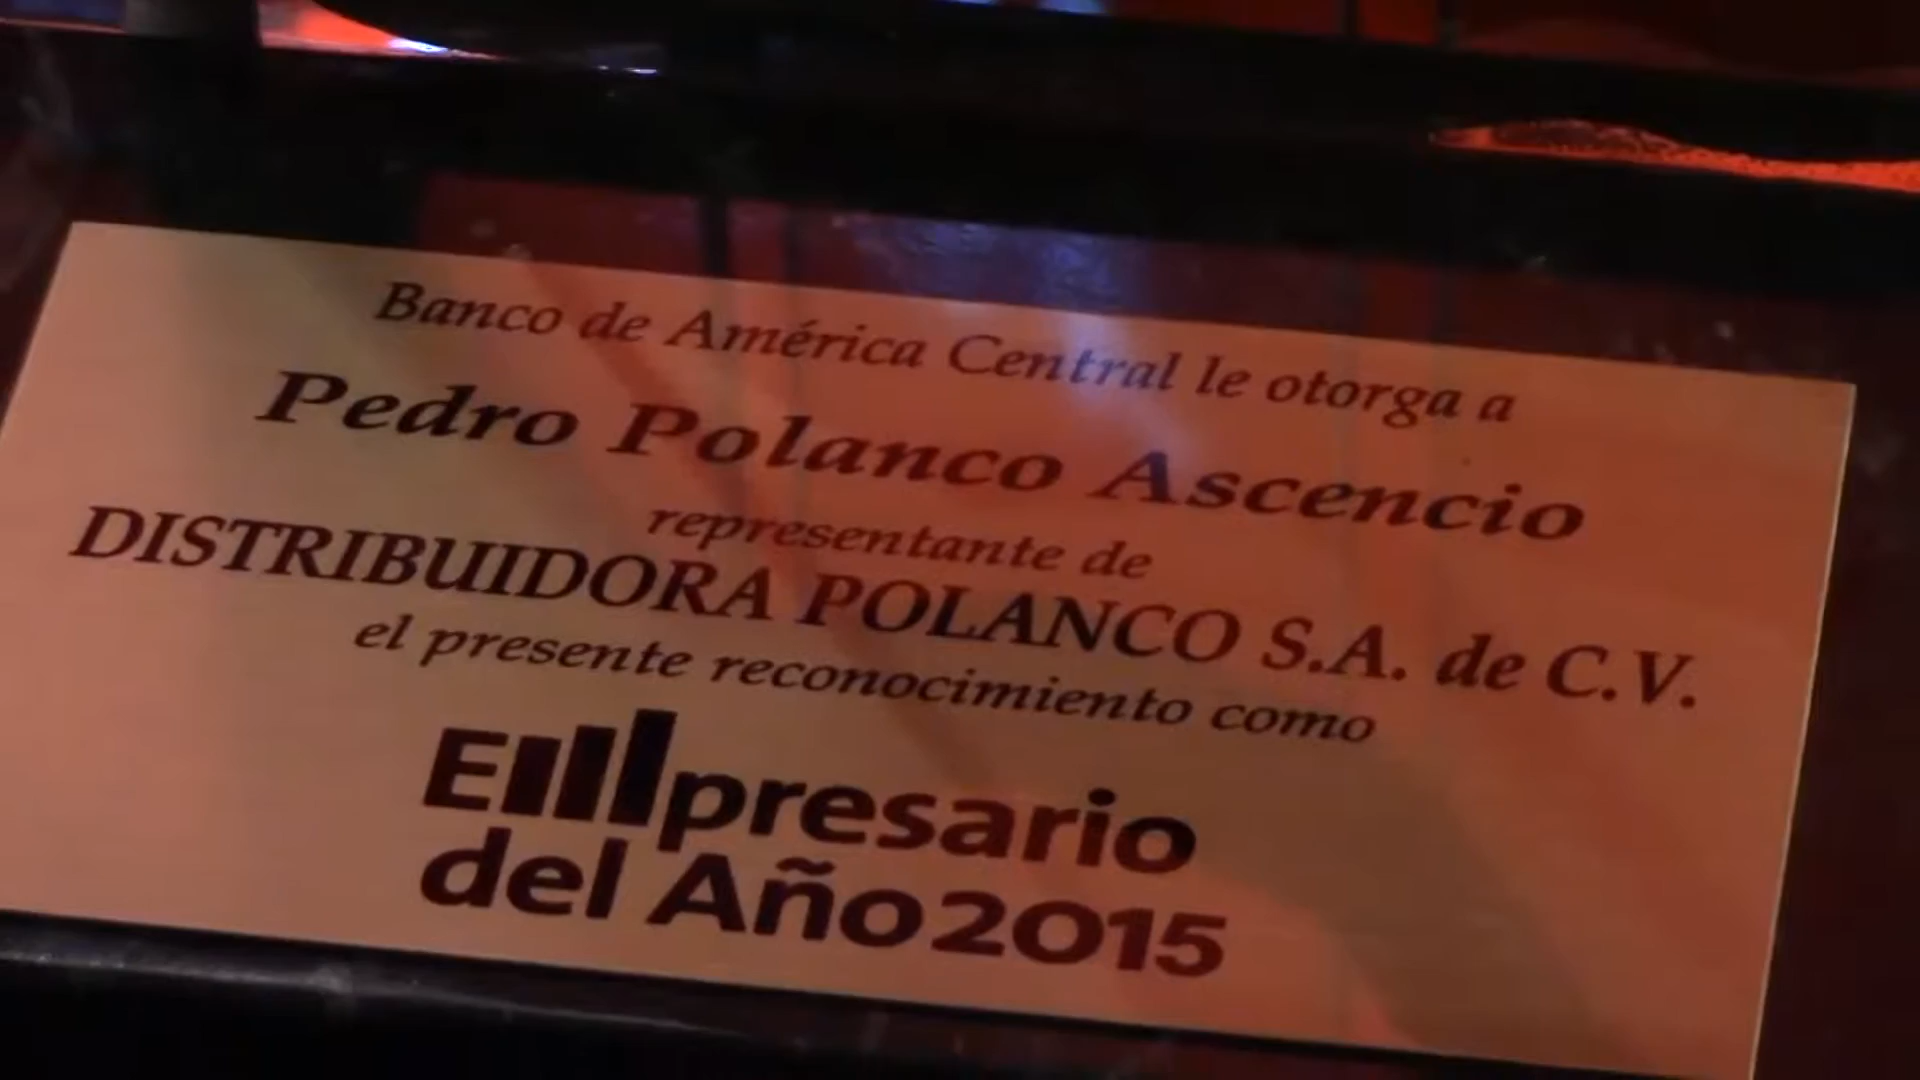 Banco de América Central le otorga a
Pedro Polanco Ascencio
representante de
DISTRIBUIDORA POLANCO S.A. de C.V.
el presente reconocimiento como
Empresario
del Año 2015